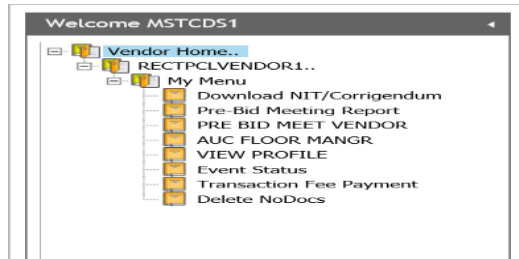 Welcome MSTCDS1
Vendor Home..
RECTPCLVENDOR1..
My Menu
Download NIT/Corrigendum
Pre-Bid Meeting Report
PRE BID MEET VENDOR
AUC FLOOR MANGR
VIEW PROFILE
Event Status
Transaction Fee Payment
Delete NoDocs